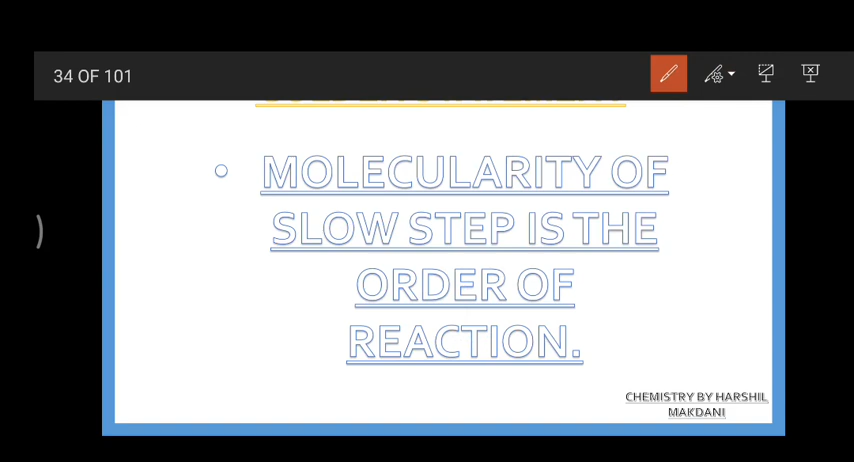 34 OF 101
MOLECULARITY OF
SLOW STEP IS THE
ORDER OF
REACTION.
CHEMISTRY BY HARSHIL
MAKDANI